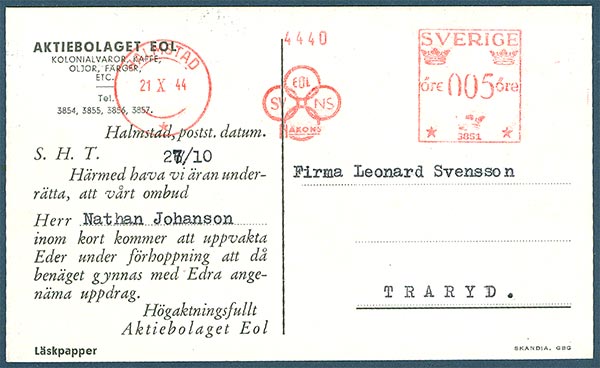 AKTIEBOLAGET EOL
KOLONIALVAROR, KAFFE,
OLJOR, FÄRGER,
ETC.
Tel.
3854, 3855, 3856, 3857.
HALMSTAD
21 X 44
4440
EOL
SV NS
SVERIGE
öre 005 öre
3851
Halmstad, postst. datum.
S. H. T. /10
Härmed hava vi äran under-
rätta, att vårt ombud
Herr Nathan Johanson
inom kort kommer att uppvakta
Eder under förhoppning att då
benäget gynnas med Edra ange-
näma uppdrag.
Högaktningsfullt
Aktiebolaget Eol
Läskpapper
Firma Leonard Svensson
TRARYD.
SKANDIA, GBG